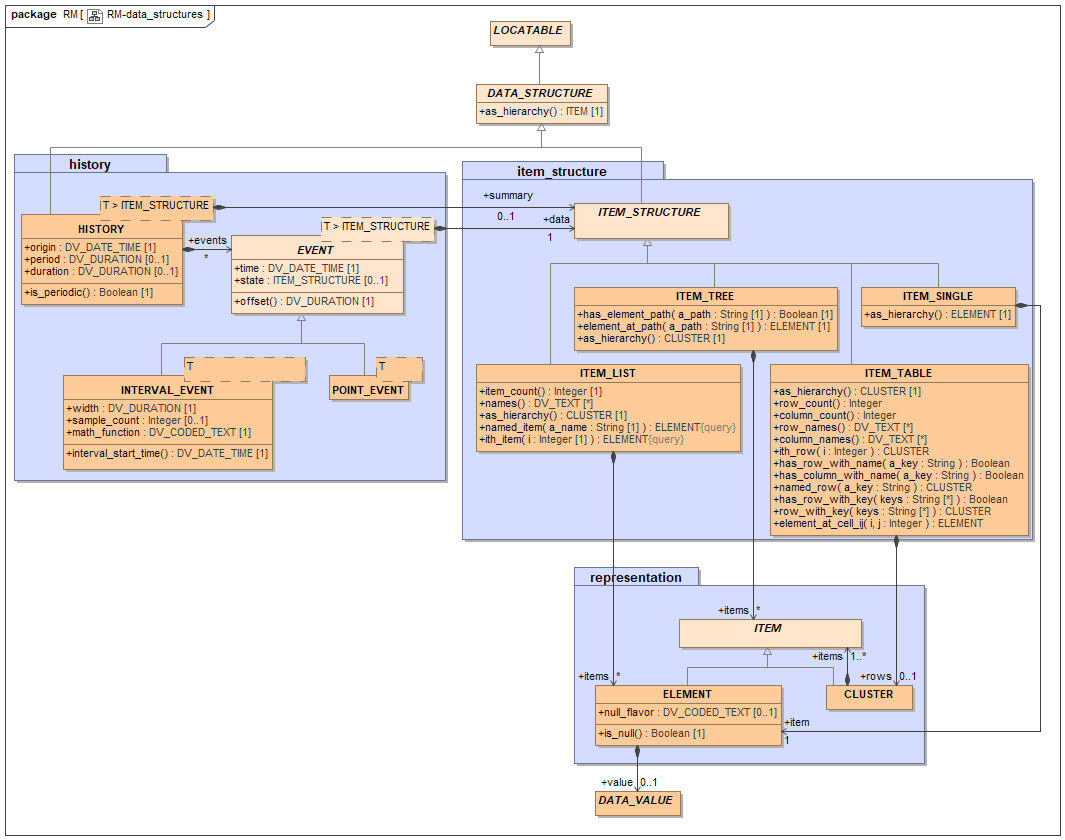 package RM [ RM-data_structures ]
LOCATABLE
DATA_STRUCTURE
+as_hierarchy() : ITEM [1]
history
T > ITEM_STRUCTURE
HISTORY
+origin : DV_DATE_TIME [1]
+period : DV_DURATION [0..1]
+duration : DV_DURATION [0..1]
+is_periodic() : Boolean [1]
+events
*
T > ITEM_STRUCTURE
EVENT
+time : DV_DATE_TIME [1]
+state : ITEM_STRUCTURE [0..1]
+offset() : DV_DURATION [1]
T
INTERVAL_EVENT
+width : DV_DURATION [1]
+sample_count : Integer [0..1]
+math_function : DV_CODED_TEXT [1]
+interval_start_time() : DV_DATE_TIME [1]
T
POINT_EVENT
item_structure
+summary
0..1
+data
1
ITEM_STRUCTURE
ITEM_TREE
+has_element_path( a_path : String [1] ) : Boolean [1]
+element_at_path( a_path : String [1] ) : ELEMENT [1]
+as_hierarchy() : CLUSTER [1]
ITEM_SINGLE
+as_hierarchy() : ELEMENT [1]
ITEM_LIST
+item_count() : Integer [1]
+names() : DV_TEXT [*]
+as_hierarchy() : CLUSTER [1]
+named_item( a_name : String [1] ) : ELEMENT{query}
+ith_item( i : Integer [1] ) : ELEMENT{query}
ITEM_TABLE
+as_hierarchy() : CLUSTER [1]
+row_count() : Integer
+column_count() : Integer
+row_names() : DV_TEXT [*]
+column_names() : DV_TEXT [*]
+ith_row( i : Integer ) : CLUSTER
+has_row_with_name( a_key : String ) : Boolean
+has_column_with_name( a_key : String ) : Boolean
+named_row( a_key : String ) : CLUSTER
+has_row_with_key( keys : String [*] ) : Boolean
+row_with_key( keys : String [*] ) : CLUSTER
+element_at_cell_ij( i, j : Integer ) : ELEMENT
representation
+items *
ITEM
+items 1..*
+items *
+rows 0..1
ELEMENT
+null_flavor : DV_CODED_TEXT [0..1]
+is_null() : Boolean [1]
CLUSTER
+item
1
+value 0..1
DATA_VALUE